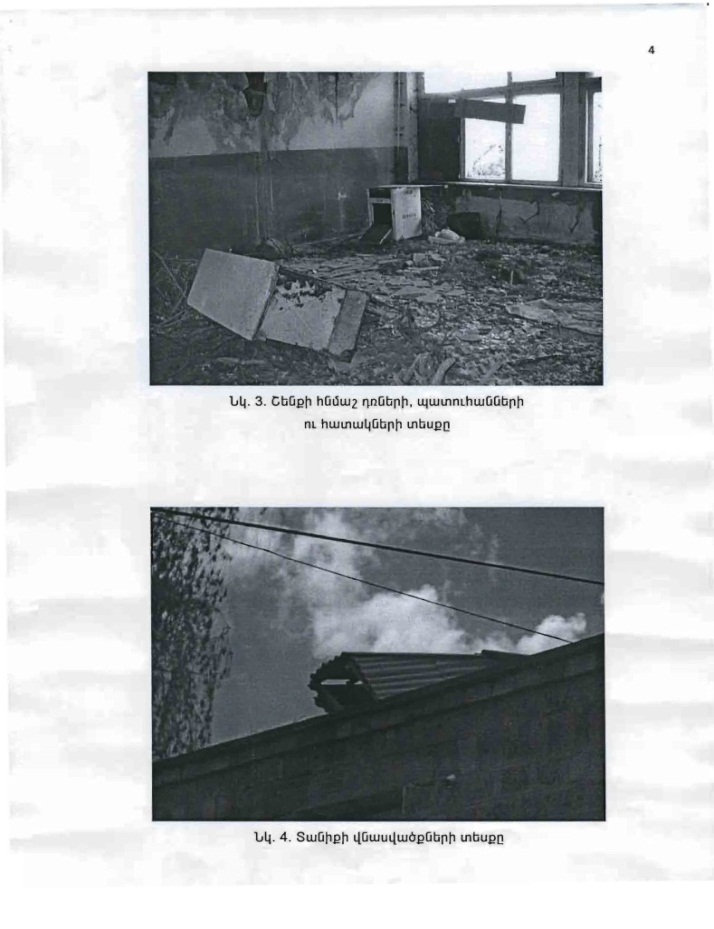 4
Նկ. 3. Շենքի հնմաշ դռների, պատուհանների
ու հատակների տեսքը
Նկ. 4. Տանիքի վնասվածքների տեսքը